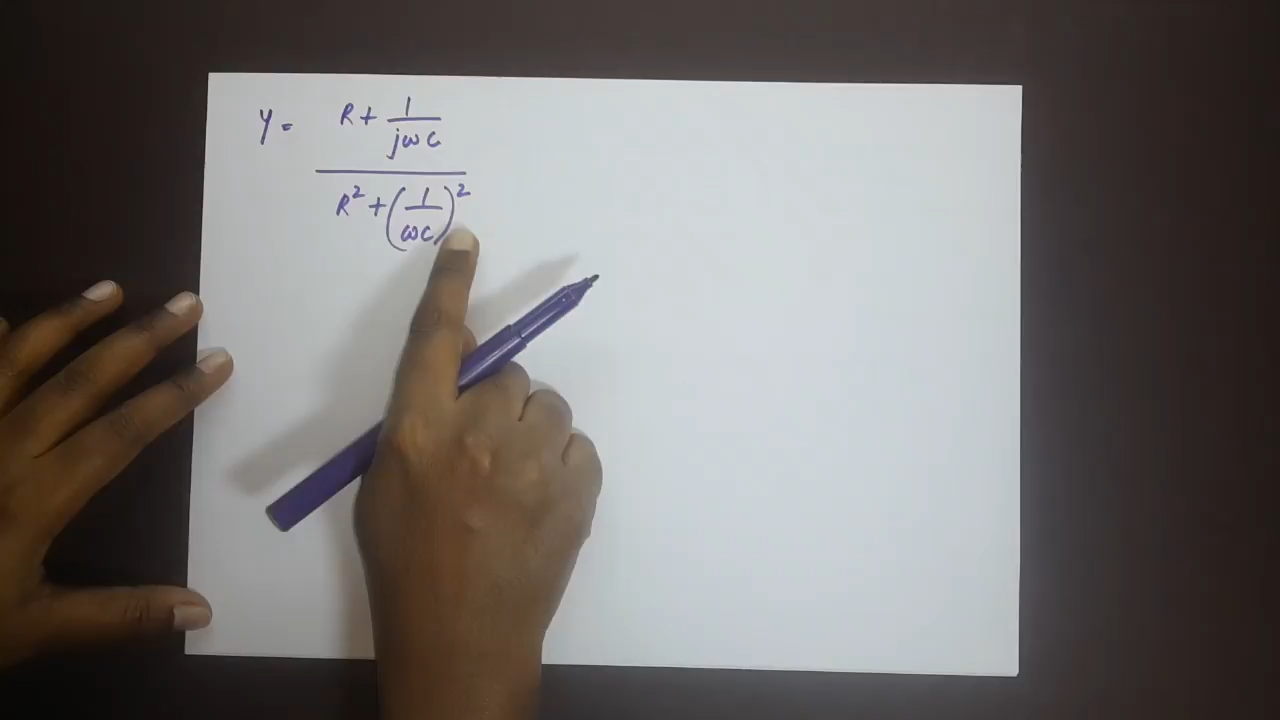 y = R + 1/jωC
R² + (1/ωC)²